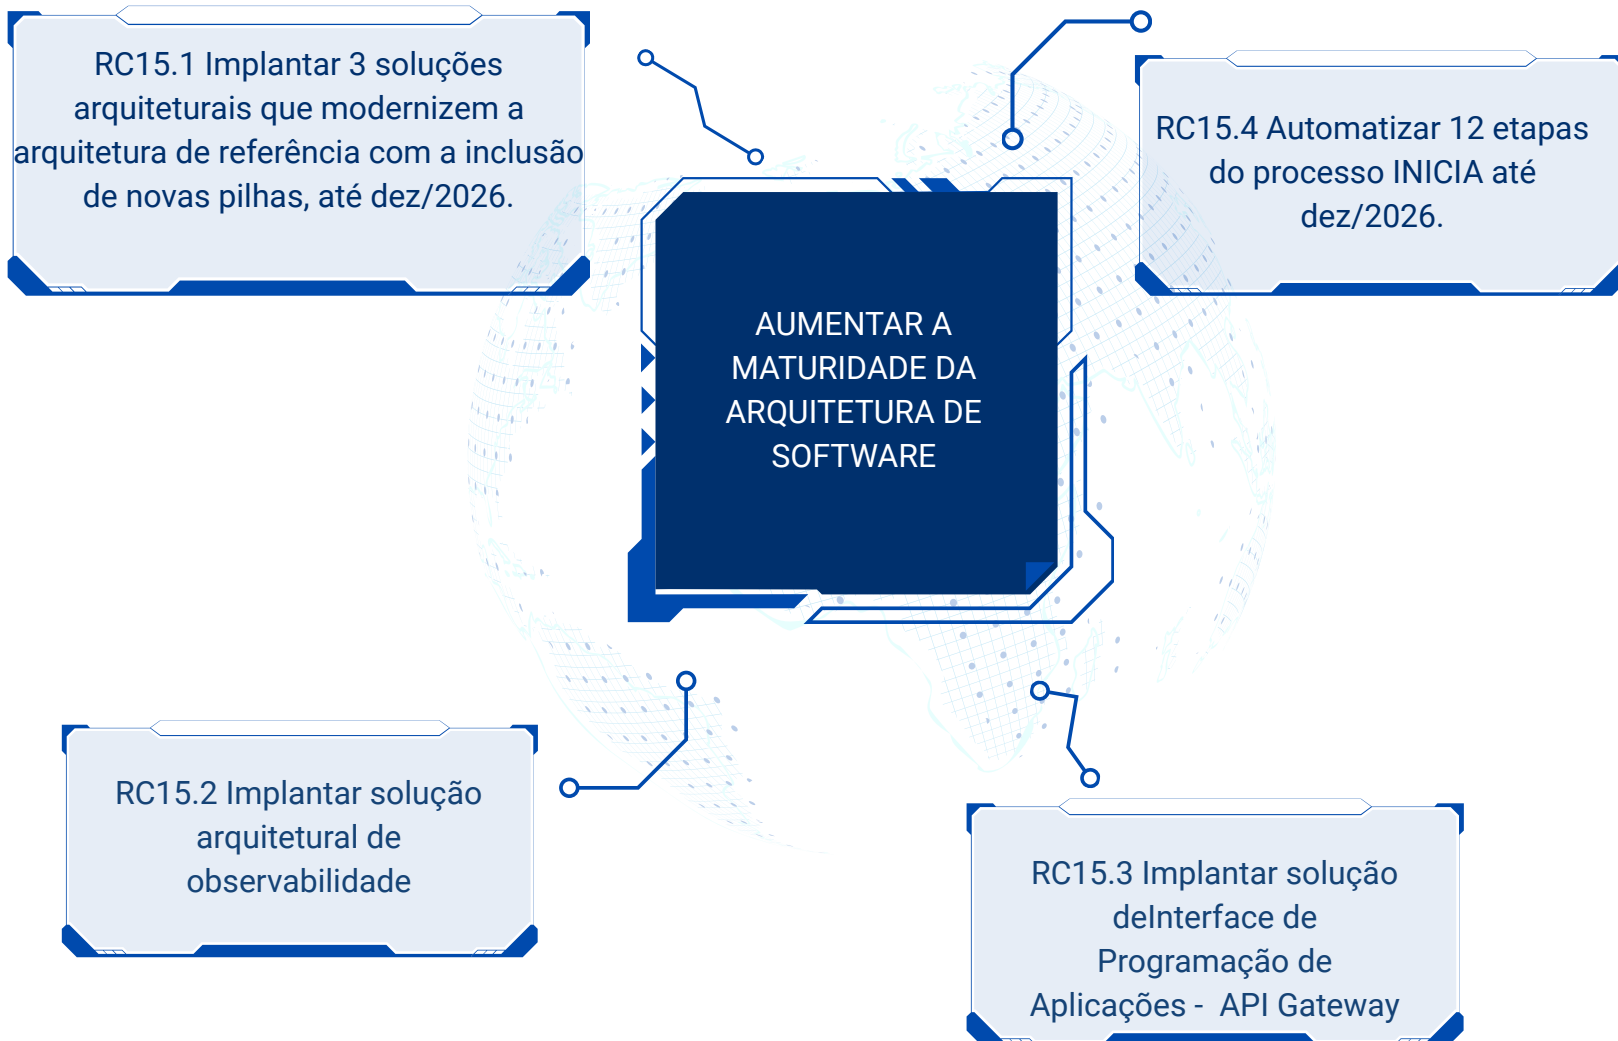 RC15.1 Implantar 3 soluções
arquiteturais que modernizem a
arquitetura de referência com a inclusão
de novas pilhas, até dez/2026.
RC15.4 Automatizar 12 etapas
do processo INICIA até
dez/2026.
AUMENTAR A
MATURIDADE DA
ARQUITETURA DE
SOFTWARE
RC15.2 Implantar solução
arquitetural de
observabilidade
RC15.3 Implantar solução
deInterface de
Programação de
Aplicações -  API Gateway